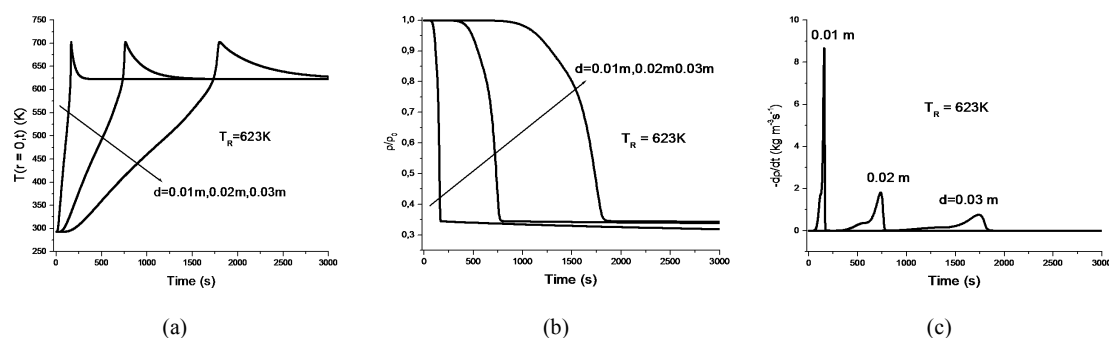 750
700
650
600
550
500
450
400
350
300
250
T(r = 0,t) (K)
T_R=623K
d=0.01m,0.02m,0.03m
0 500 1000 1500 2000 2500 3000
Time (s)
(a)
1,0
0,9
0,8
0,7
0,6
0,5
0,4
0,3
ρ/ρ₀
d=0.01m,0.02m0.03m
T_R = 623K
0 500 1000 1500 2000 2500 3000
Time (s)
(b)
10
8
6
4
2
0
-dρ/dt (kg m⁻³s⁻¹)
0.01 m
T_R = 623K
0.02 m
d=0.03 m
0 500 1000 1500 2000 2500 3000
Time (s)
(c)